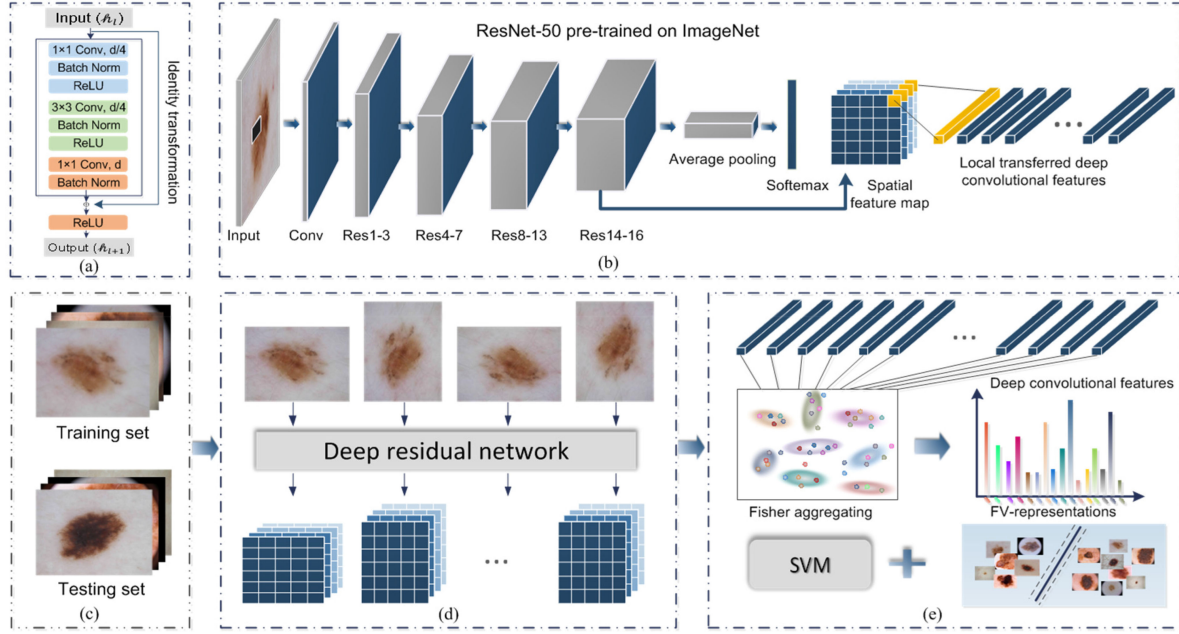 Input (𝒽ₗ)
1×1 Conv, d/4
Batch Norm
ReLU
3×3 Conv, d/4
Batch Norm
ReLU
1×1 Conv, d
Batch Norm
ReLU
Output (𝒽ₗ₊₁)
Identity transformation
(a)
ResNet-50 pre-trained on ImageNet
Average pooling
Softemax
Spatial
feature map
Local transferred deep
convolutional features
Input
Conv
Res1-3
Res4-7
Res8-13
Res14-16
(b)
Training set
Testing set
(c)
Deep residual network
...
(d)
...
Deep convolutional features
Fisher aggregating
FV-representations
SVM
(e)